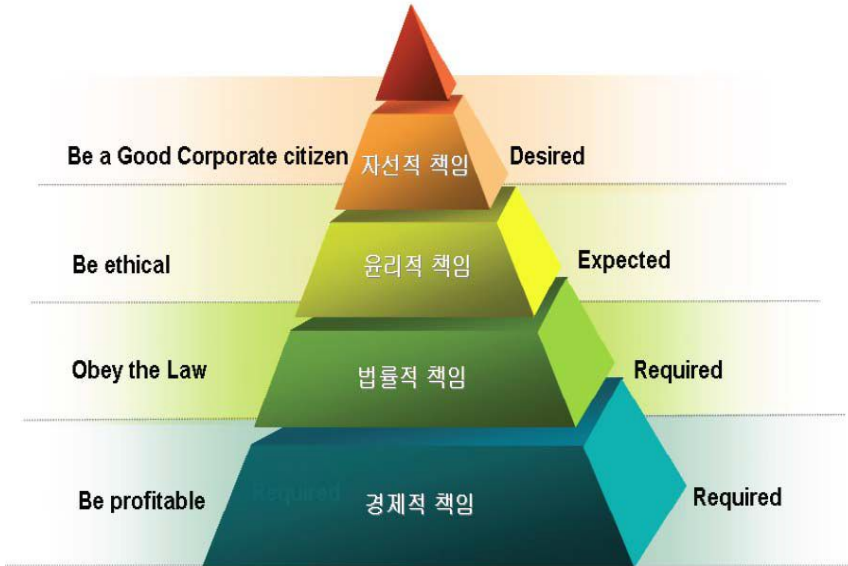 Be a Good Corporate citizen 자선적 책임 Desired
Be ethical 윤리적 책임 Expected
Obey the Law 법률적 책임 Required
Be profitable Required 경제적 책임 Required